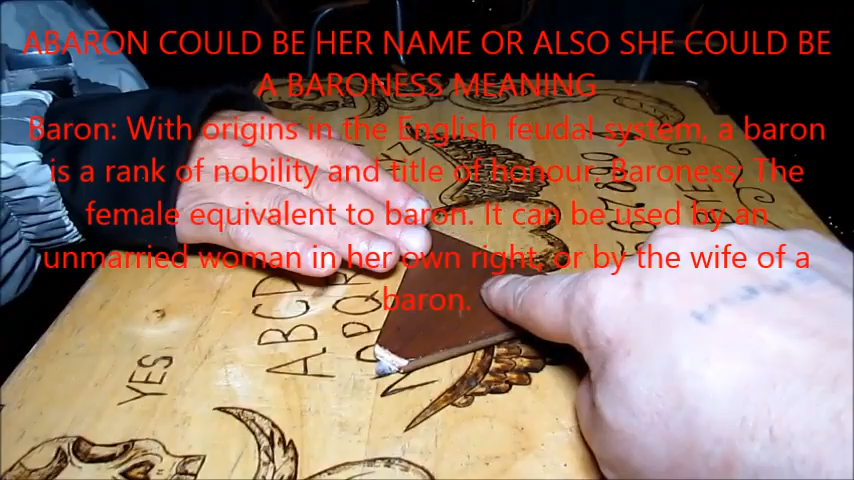 ABARON COULD BE HER NAME OR ALSO SHE COULD BE
A BARONESS MEANING
Baron: With origins in the English feudal system, a baron
is a rank of nobility and title of honour. Baroness: The
female equivalent to baron. It can be used by an
unmarried woman in her own right, or by the wife of a
baron.
YES
ABCD